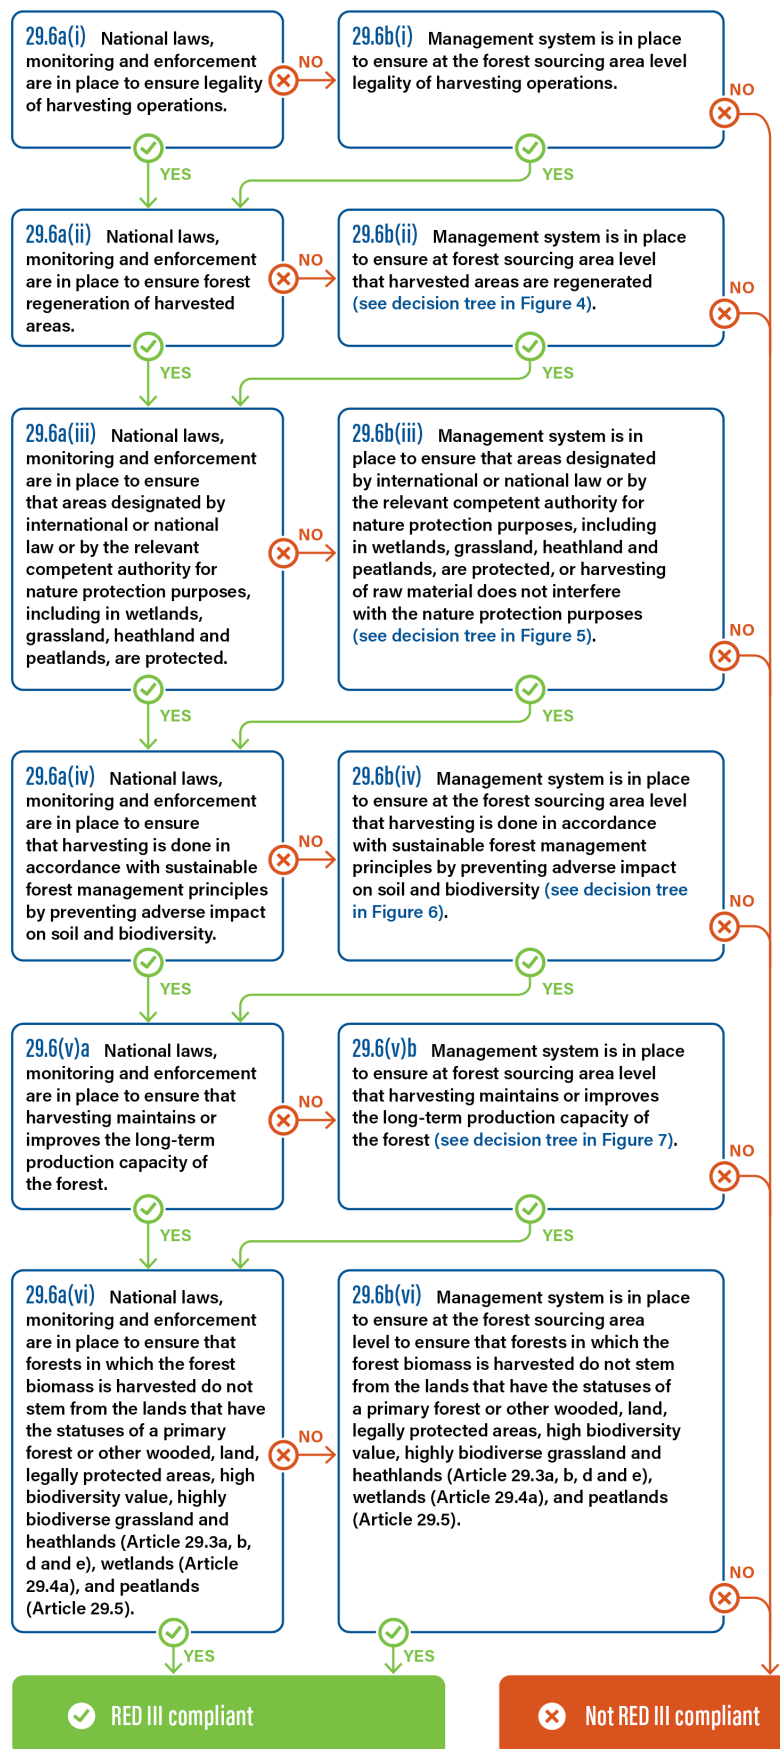 29.6a(i) National laws,
monitoring and enforcement
are in place to ensure legality
of harvesting operations.
NO
29.6b(i) Management system is in place
to ensure at the forest sourcing area level
legality of harvesting operations.
NO
YES
YES
29.6a(ii) National laws,
monitoring and enforcement
are in place to ensure forest
regeneration of harvested
areas.
NO
29.6b(ii) Management system is in place
to ensure at forest sourcing area level
that harvested areas are regenerated
(see decision tree in Figure 4).
NO
YES
YES
29.6a(iii) National laws,
monitoring and enforcement
are in place to ensure
that areas designated by
international or national
law or by the relevant
competent authority for
nature protection purposes,
including in wetlands,
grassland, heathland and
peatlands, are protected.
NO
29.6b(iii) Management system is in
place to ensure that areas designated
by international or national law or by
the relevant competent authority for
nature protection purposes, including
in wetlands, grassland, heathland and
peatlands, are protected, or harvesting
of raw material does not interfere
with the nature protection purposes
(see decision tree in Figure 5).
NO
YES
YES
29.6a(iv) National laws,
monitoring and enforcement
are in place to ensure
that harvesting is done in
accordance with sustainable
forest management principles
by preventing adverse impact
on soil and biodiversity.
NO
29.6b(iv) Management system is in place
to ensure at the forest sourcing area level
that harvesting is done in accordance
with sustainable forest management
principles by preventing adverse impact
on soil and biodiversity (see decision tree
in Figure 6).
NO
YES
YES
29.6(v)a National laws,
monitoring and enforcement
are in place to ensure that
harvesting maintains or
improves the long-term
production capacity of
the forest.
NO
29.6(v)b Management system is in place
to ensure at forest sourcing area level
that harvesting maintains or improves
the long-term production capacity of
the forest (see decision tree in Figure 7).
NO
YES
YES
29.6a(vi) National laws,
monitoring and enforcement
are in place to ensure that
forests in which the forest
biomass is harvested do not
stem from the lands that have
the statuses of a primary
forest or other wooded, land,
legally protected areas, high
biodiversity value, highly
biodiverse grassland and
heathlands (Article 29.3a, b,
d and e), wetlands (Article
29.4a), and peatlands
(Article 29.5).
NO
29.6b(vi) Management system is in place
to ensure at the forest sourcing area
level to ensure that forests in which the
forest biomass is harvested do not stem
from the lands that have the statuses of
a primary forest or other wooded, land,
legally protected areas, high biodiversity
value, highly biodiverse grassland and
heathlands (Article 29.3a, b, d and e),
wetlands (Article 29.4a), and peatlands
(Article 29.5).
NO
YES
YES
RED III compliant
Not RED III compliant